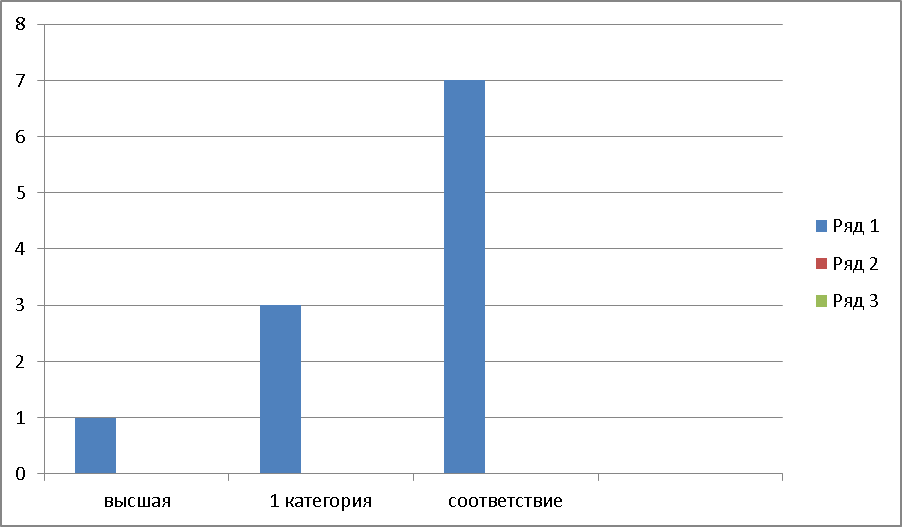 8
7
6
5
4
3
2
1
0
высшая
1 категория
соответствие
Ряд 1
Ряд 2
Ряд 3